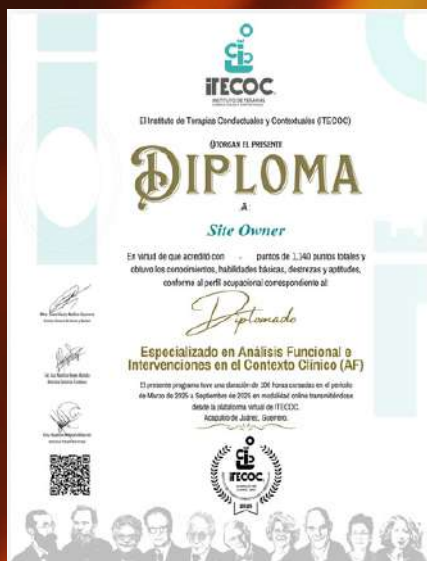 iTECOC
INSTITUTO DE TERAPIAS
CONDUCTUALES Y CONTEXTUALES
El Instituto de Terapias Conductuales y Contextuales (ITECOC)
OTORGAN EL PRESENTE
DIPLOMA
A:
Site Owner
En virtud de que acreditó con . puntos de 1,140 puntos totales y
obtuvo los conocimientos, habilidades básicas, destrezas y aptitudes,
conforme al perfil ocupacional correspondiente al:
Diplomado
Especializado en Análisis Funcional e
Intervenciones en el Contexto Clínico (AF)
El presente programa tuvo una duración de 106 horas cursadas en el periodo
de Marzo de 2025 a Septiembre de 2025 en modalidad online transmitiéndose
desde la plataforma virtual de ITECOC.
Acapulco de Juárez, Guerrero.
iTECOC
2025